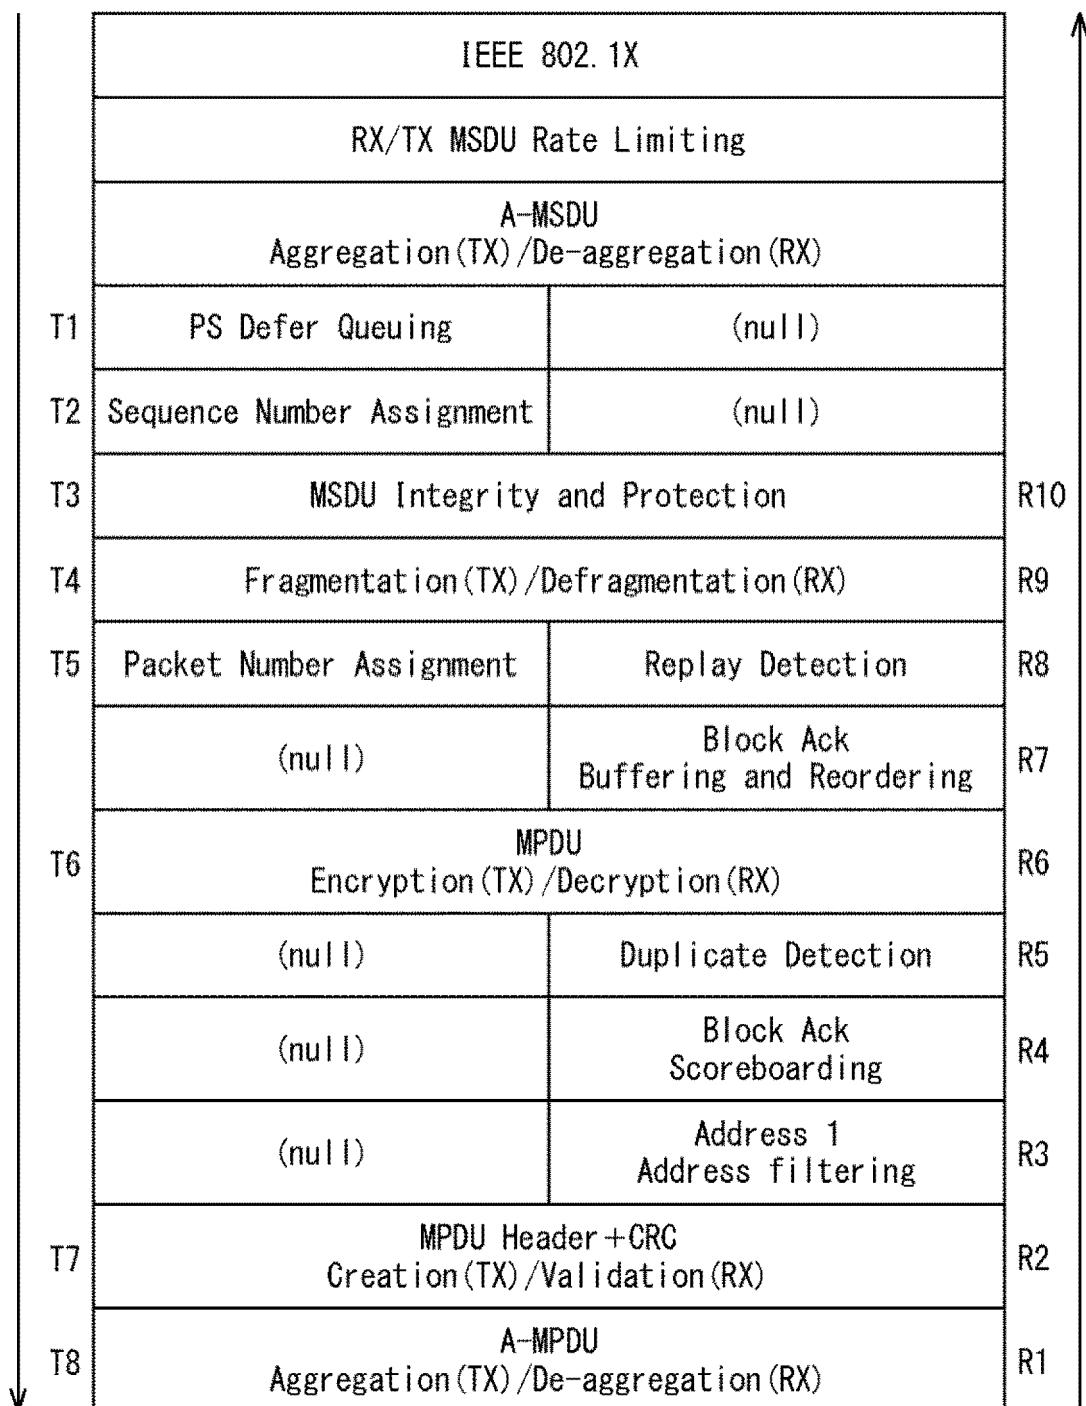 IEEE 802.1X
RX/TX MSDU Rate Limiting
A-MSDU
Aggregation(TX)/De-aggregation(RX)
T1 PS Defer Queuing (null)
T2 Sequence Number Assignment (null)
T3 MSDU Integrity and Protection R10
T4 Fragmentation(TX)/Defragmentation(RX) R9
T5 Packet Number Assignment Replay Detection R8
(null) Block Ack
Buffering and Reordering R7
T6 MPDU
Encryption(TX)/Decryption(RX) R6
(null) Duplicate Detection R5
(null) Block Ack
Scoreboarding R4
(null) Address 1
Address filtering R3
T7 MPDU Header+CRC
Creation(TX)/Validation(RX) R2
T8 A-MPDU
Aggregation(TX)/De-aggregation(RX) R1